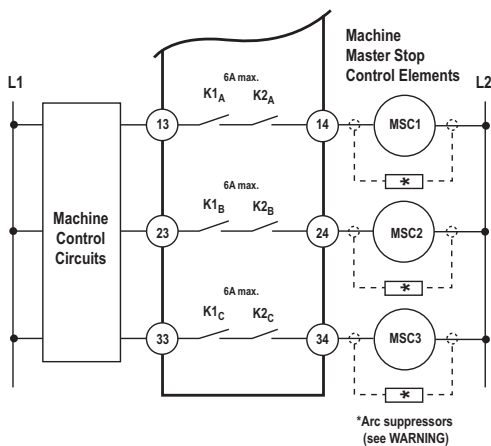 Machine
Master Stop
Control Elements
L1
L2
6A max.
K1A K2A
13
14
MSC1
*
6A max.
K1B K2B
Machine
Control
Circuits
23
24
MSC2
*
6A max.
K1C K2C
33
34
MSC3
*
*Arc suppressors
(see WARNING)